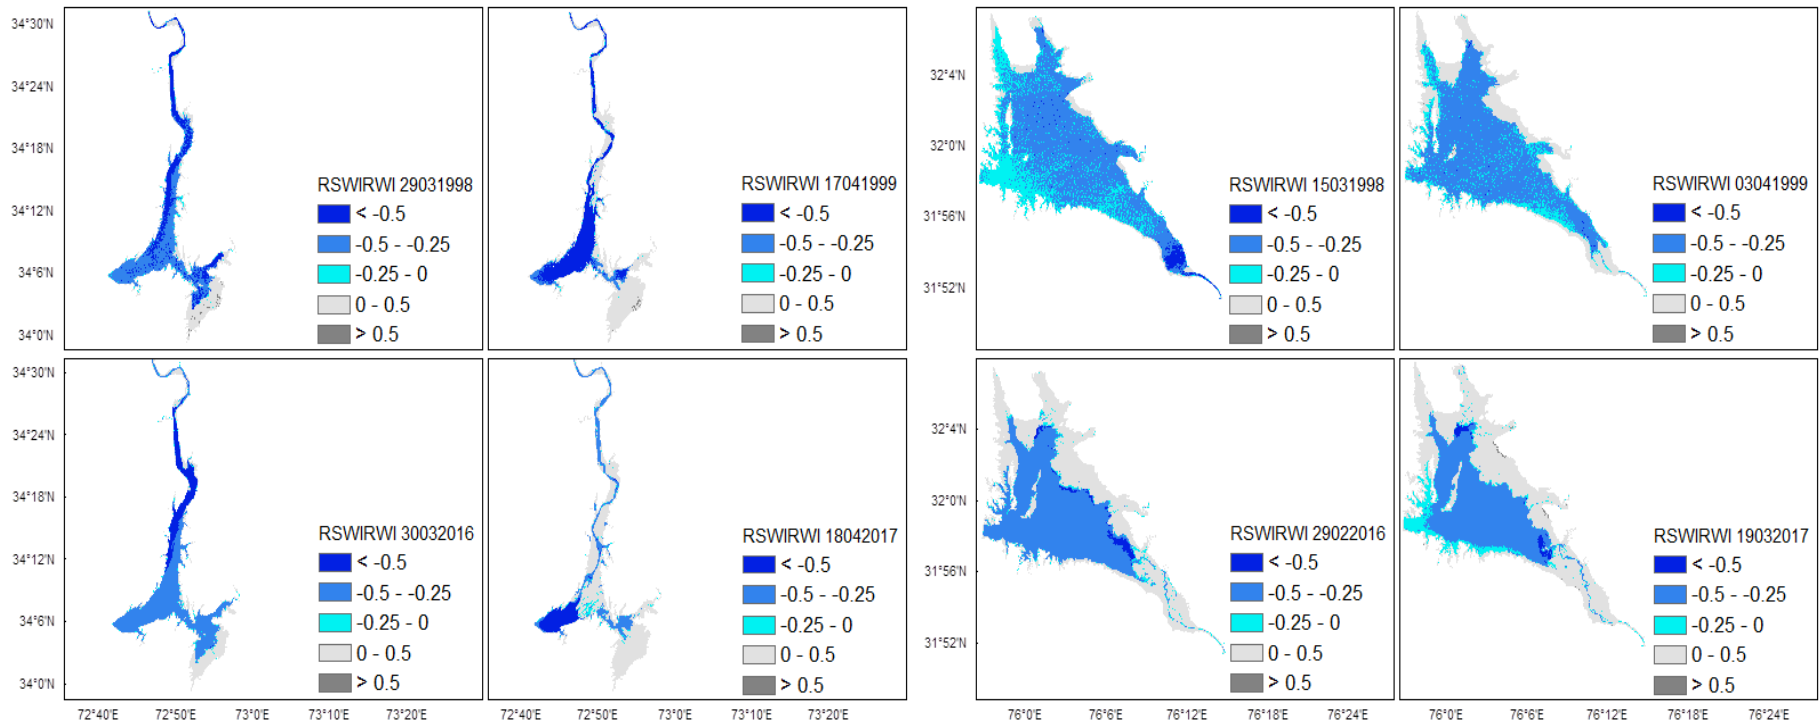 34°30'N
34°24'N
34°18'N
34°12'N
34°6'N
34°0'N
RSWIRWI 29031998
< -0.5
-0.5 - -0.25
-0.25 - 0
0 - 0.5
> 0.5
RSWIRWI 17041999
< -0.5
-0.5 - -0.25
-0.25 - 0
0 - 0.5
> 0.5
32°4'N
32°0'N
31°56'N
31°52'N
RSWIRWI 15031998
< -0.5
-0.5 - -0.25
-0.25 - 0
0 - 0.5
> 0.5
RSWIRWI 03041999
< -0.5
-0.5 - -0.25
-0.25 - 0
0 - 0.5
> 0.5
34°30'N
34°24'N
34°18'N
34°12'N
34°6'N
34°0'N
RSWIRWI 30032016
< -0.5
-0.5 - -0.25
-0.25 - 0
0 - 0.5
> 0.5
RSWIRWI 18042017
< -0.5
-0.5 - -0.25
-0.25 - 0
0 - 0.5
> 0.5
32°4'N
32°0'N
31°56'N
31°52'N
RSWIRWI 29022016
< -0.5
-0.5 - -0.25
-0.25 - 0
0 - 0.5
> 0.5
RSWIRWI 19032017
< -0.5
-0.5 - -0.25
-0.25 - 0
0 - 0.5
> 0.5
72°40'E 72°50'E 73°0'E 73°10'E 73°20'E
72°40'E 72°50'E 73°0'E 73°10'E 73°20'E
76°0'E 76°6'E 76°12'E 76°18'E 76°24'E
76°0'E 76°6'E 76°12'E 76°18'E 76°24'E